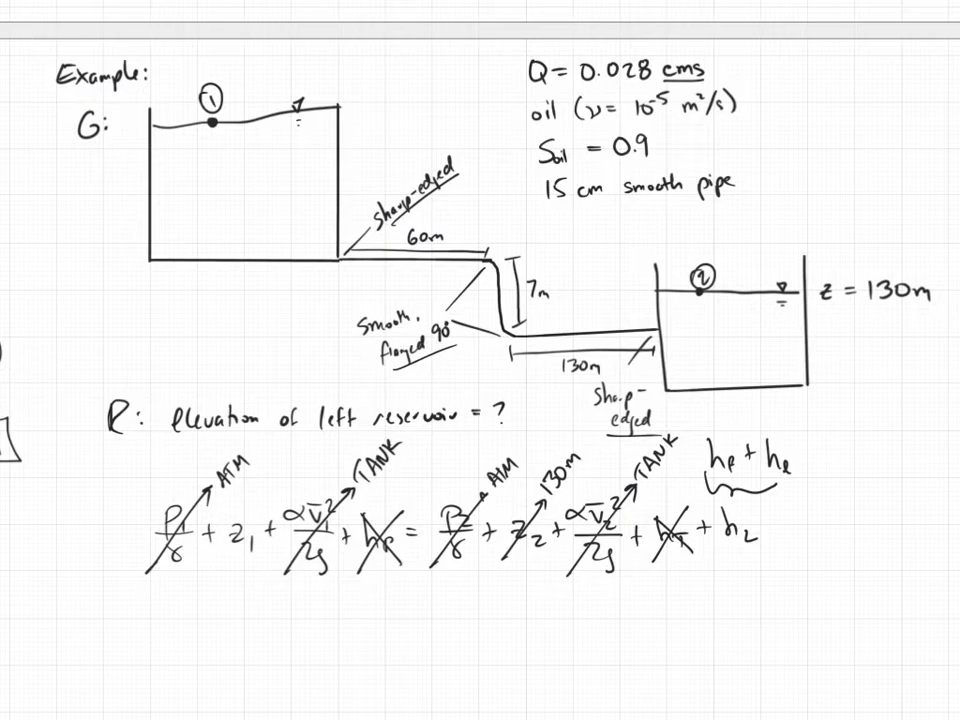 Example:
G:
①
Q = 0.028 cms
oil (ν = 10⁻⁵ m²/s)
S_oil = 0.9
15 cm smooth pipe
sharp-edged
60m
7m
smooth,
flanged 90°
130m
sharp-
edged
②
z = 130m
R: Elevation of left reservoir = ?
ATM
TANK
ATM
130m
TANK
h_f + h_l
P₁/γ + z₁ + αV̄₁²/2g + h_p = P₂/γ + z₂ + αV̄₂²/2g + h_t + h_L